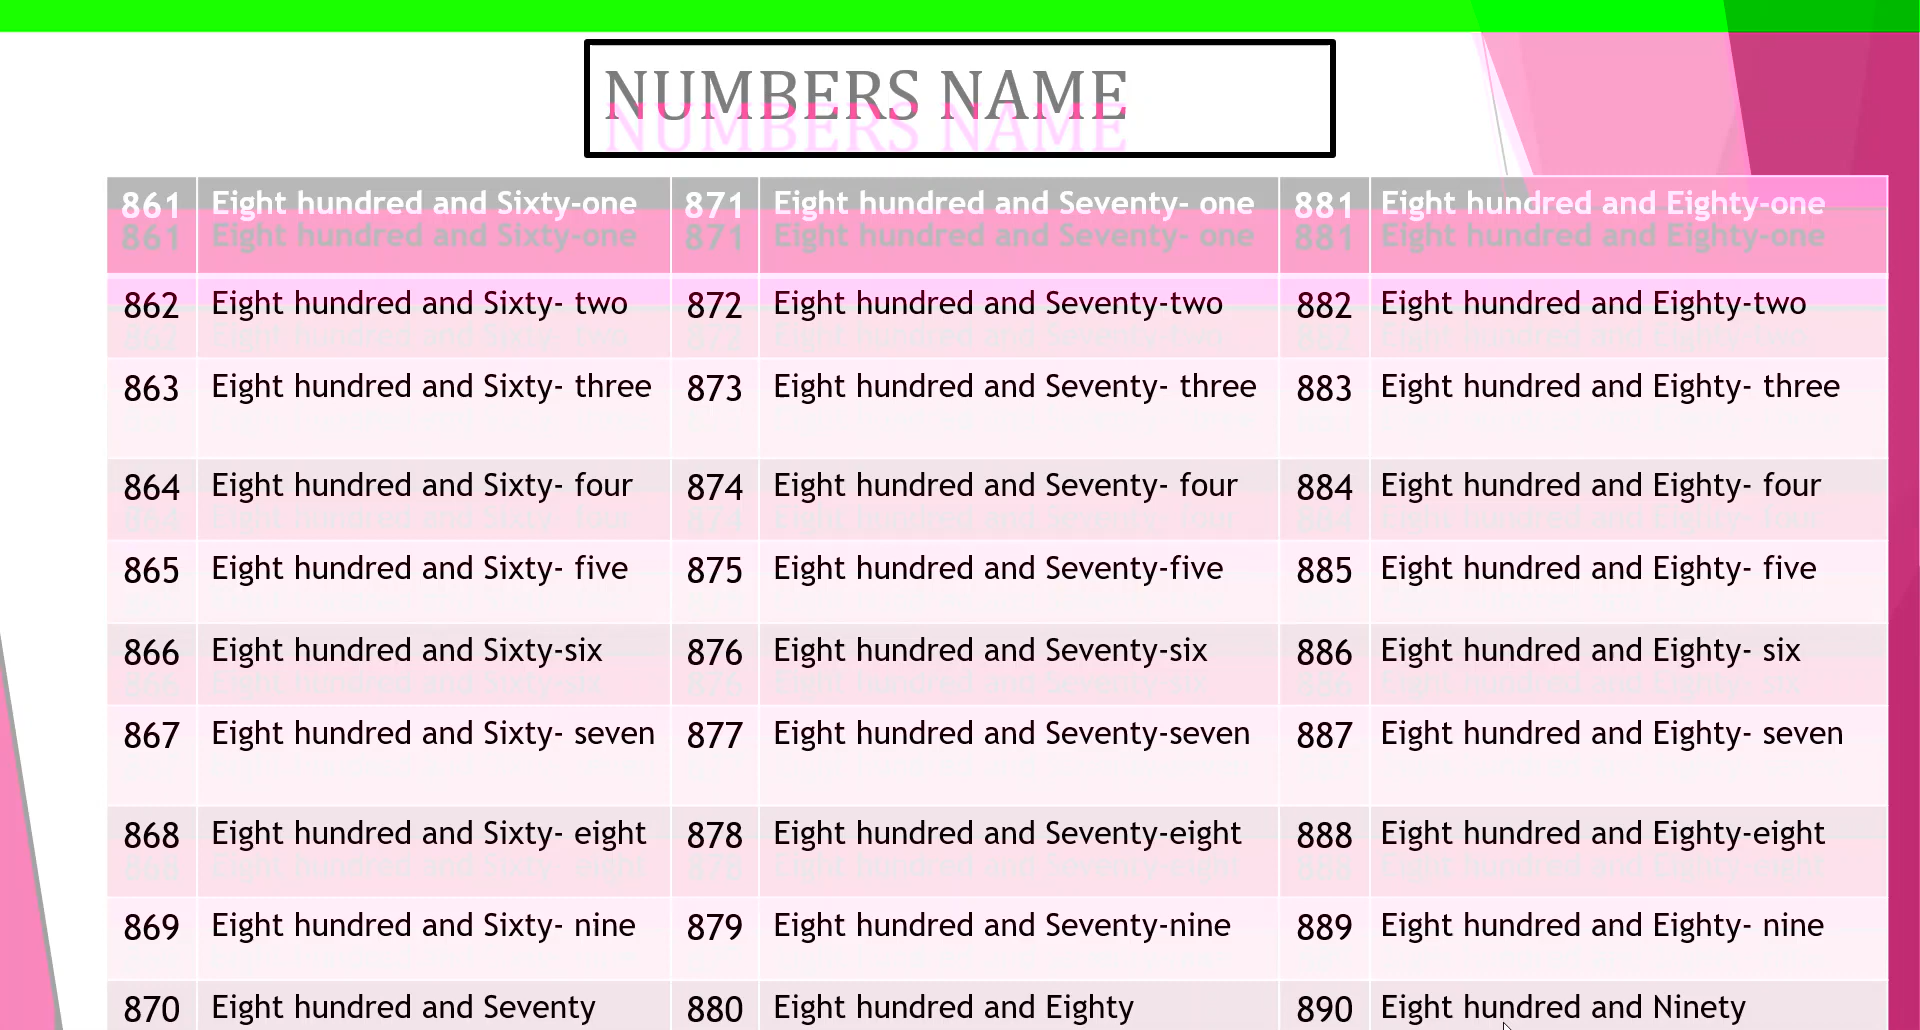 NUMBERS NAME
861 Eight hundred and Sixty-one 871 Eight hundred and Seventy- one 881 Eight hundred and Eighty-one
862 Eight hundred and Sixty- two 872 Eight hundred and Seventy-two 882 Eight hundred and Eighty-two
863 Eight hundred and Sixty- three 873 Eight hundred and Seventy- three 883 Eight hundred and Eighty- three
864 Eight hundred and Sixty- four 874 Eight hundred and Seventy- four 884 Eight hundred and Eighty- four
865 Eight hundred and Sixty- five 875 Eight hundred and Seventy-five 885 Eight hundred and Eighty- five
866 Eight hundred and Sixty-six 876 Eight hundred and Seventy-six 886 Eight hundred and Eighty- six
867 Eight hundred and Sixty- seven 877 Eight hundred and Seventy-seven 887 Eight hundred and Eighty- seven
868 Eight hundred and Sixty- eight 878 Eight hundred and Seventy-eight 888 Eight hundred and Eighty-eight
869 Eight hundred and Sixty- nine 879 Eight hundred and Seventy-nine 889 Eight hundred and Eighty- nine
870 Eight hundred and Seventy 880 Eight hundred and Eighty 890 Eight hundred and Ninety